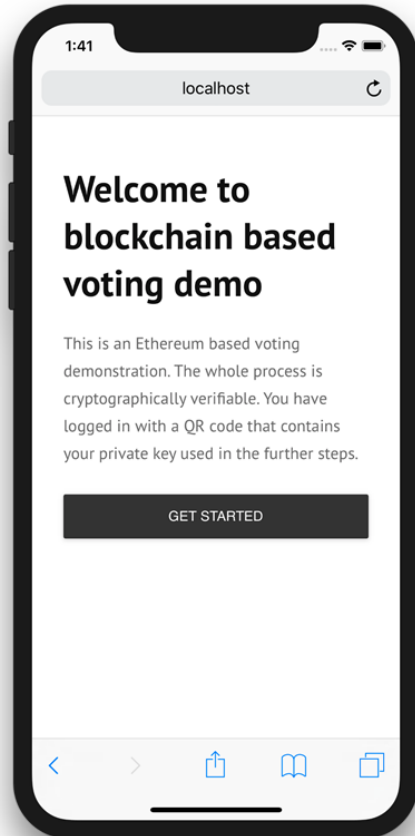 1:41
localhost
Welcome to
blockchain based
voting demo
This is an Ethereum based voting
demonstration. The whole process is
cryptographically verifiable. You have
logged in with a QR code that contains
your private key used in the further steps.
GET STARTED